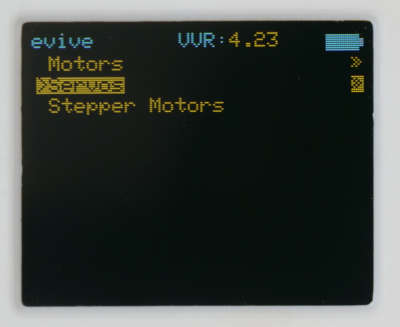 evive VVR:4.23
Motors »
>Servos »
Stepper Motors